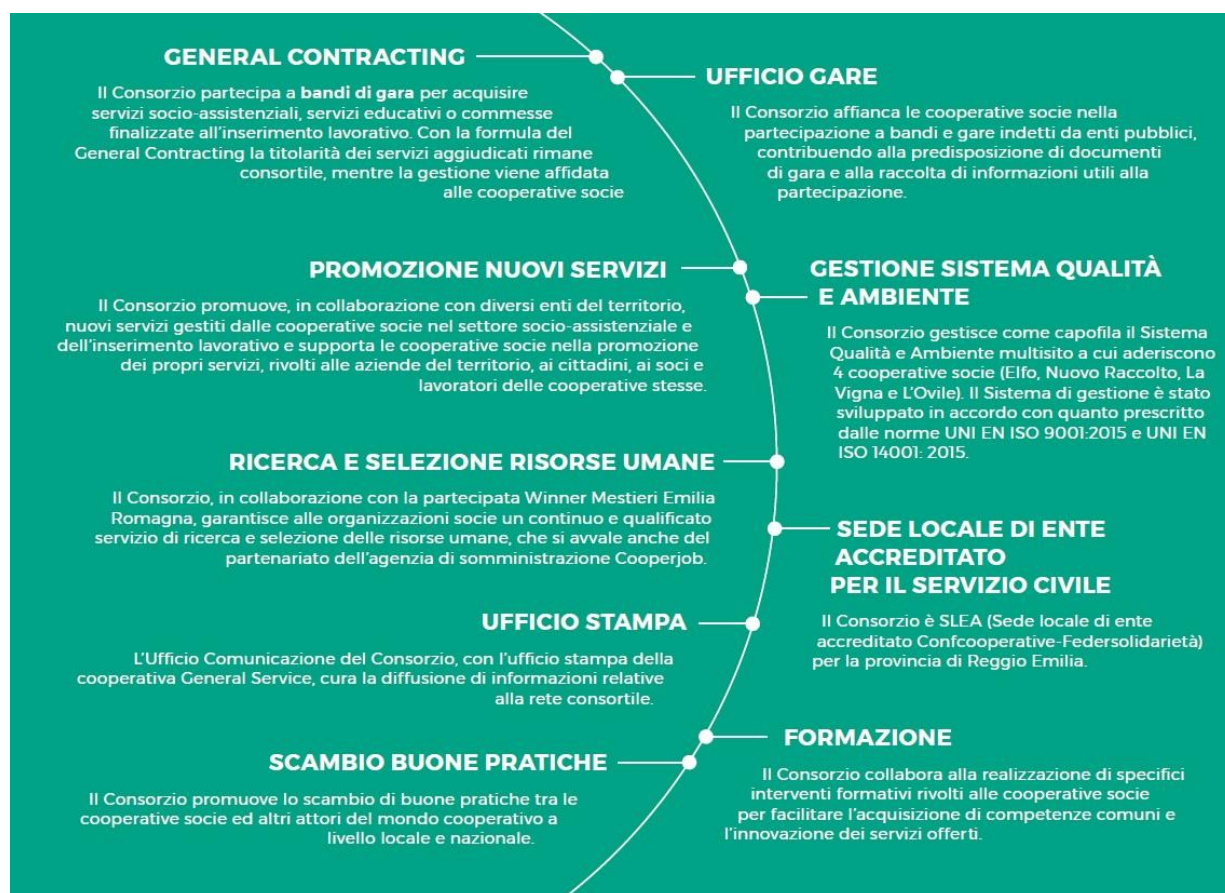 GENERAL CONTRACTING
Il Consorzio partecipa a bandi di gara per acquisire
servizi socio-assistenziali, servizi educativi o commesse
finalizzate all'inserimento lavorativo. Con la formula del
General Contracting la titolarità dei servizi aggiudicati rimane
consortile, mentre la gestione viene affidata
alle cooperative socie
UFFICIO GARE
Il Consorzio affianca le cooperative socie nella
partecipazione a bandi e gare indetti da enti pubblici,
contribuendo alla predisposizione di documenti
di gara e alla raccolta di informazioni utili alla
partecipazione.
PROMOZIONE NUOVI SERVIZI
Il Consorzio promuove, in collaborazione con diversi enti del territorio,
nuovi servizi gestiti dalle cooperative socie nel settore socio-assistenziale e
dell'inserimento lavorativo e supporta le cooperative socie nella promozione
dei propri servizi, rivolti alle aziende del territorio, ai cittadini, ai soci e
lavoratori delle cooperative stesse.
GESTIONE SISTEMA QUALITÀ
E AMBIENTE
Il Consorzio gestisce come capofila il Sistema
Qualità e Ambiente multisito a cui aderiscono
4 cooperative socie (Elfo, Nuovo Raccolto, La
Vigna e L'Ovile). Il Sistema di gestione è stato
sviluppato in accordo con quanto prescritto
dalle norme UNI EN ISO 9001:2015 e UNI EN
ISO 14001: 2015.
RICERCA E SELEZIONE RISORSE UMANE
Il Consorzio, in collaborazione con la partecipata Winner Mestieri Emilia
Romagna, garantisce alle organizzazioni socie un continuo e qualificato
servizio di ricerca e selezione delle risorse umane, che si avvale anche del
partenariato dell'agenzia di somministrazione Cooperjob.
SEDE LOCALE DI ENTE
ACCREDITATO
PER IL SERVIZIO CIVILE
Il Consorzio è SLEA (Sede locale di ente
accreditato Confcooperative-Federsolidarietà)
per la provincia di Reggio Emilia.
UFFICIO STAMPA
L'Ufficio Comunicazione del Consorzio, con l'ufficio stampa della
cooperativa General Service, cura la diffusione di informazioni relative
alla rete consortile.
FORMAZIONE
Il Consorzio collabora alla realizzazione di specifici
interventi formativi rivolti alle cooperative socie
per facilitare l'acquisizione di competenze comuni e
l'innovazione dei servizi offerti.
SCAMBIO BUONE PRATICHE
Il Consorzio promuove lo scambio di buone pratiche tra le
cooperative socie ed altri attori del mondo cooperativo a
livello locale e nazionale.